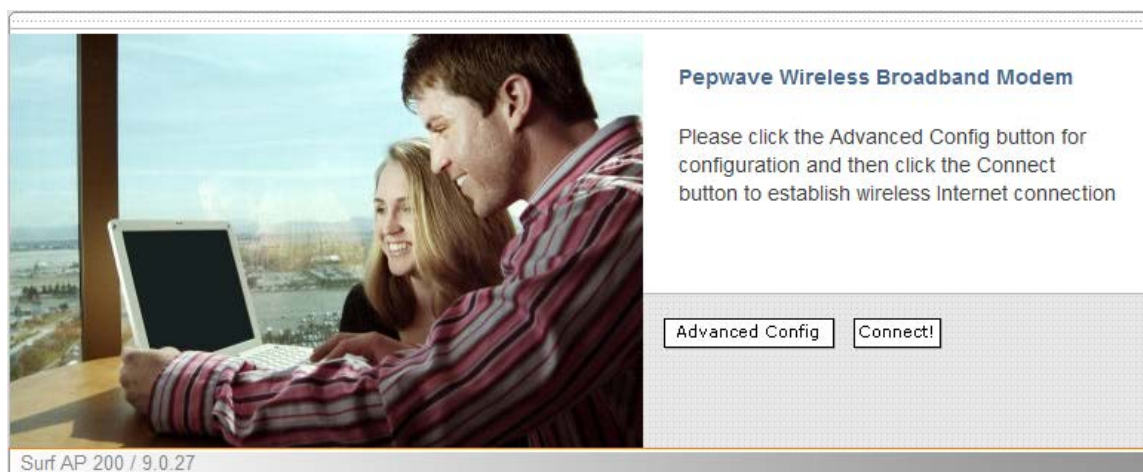 Pepwave Wireless Broadband Modem
Please click the Advanced Config button for
configuration and then click the Connect
button to establish wireless Internet connection
Advanced Config
Connect!
Surf AP 200 / 9.0.27